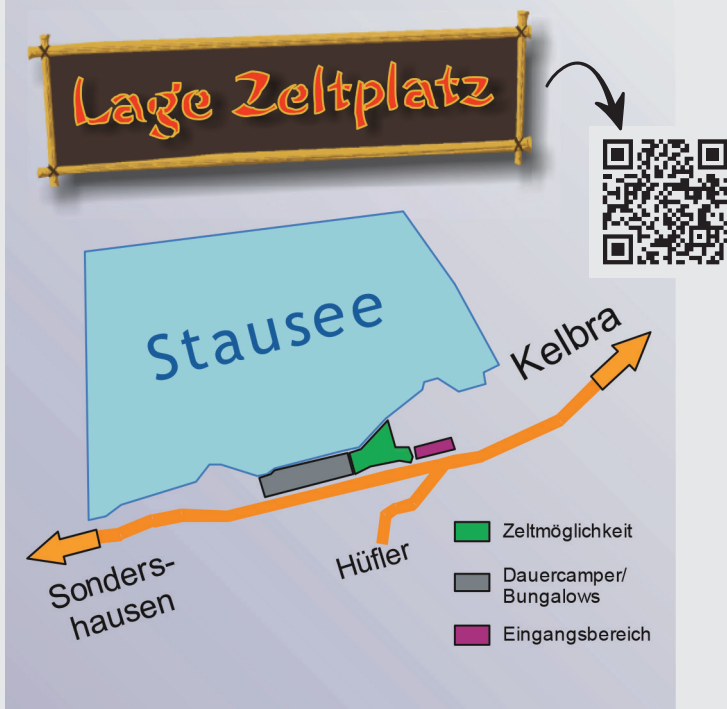 Lage Zeltplatz
Stausee
Kelbra
Sonders-
hausen
Hüfler
Zeltmöglichkeit
Dauercamper/
Bungalows
Eingangsbereich